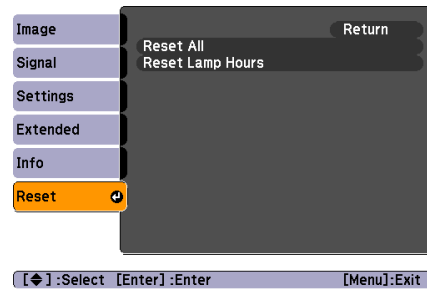 Image
Signal
Settings
Extended
Info
Reset
Return
Reset All
Reset Lamp Hours
[◆] :Select [Enter] :Enter [Menu]:Exit